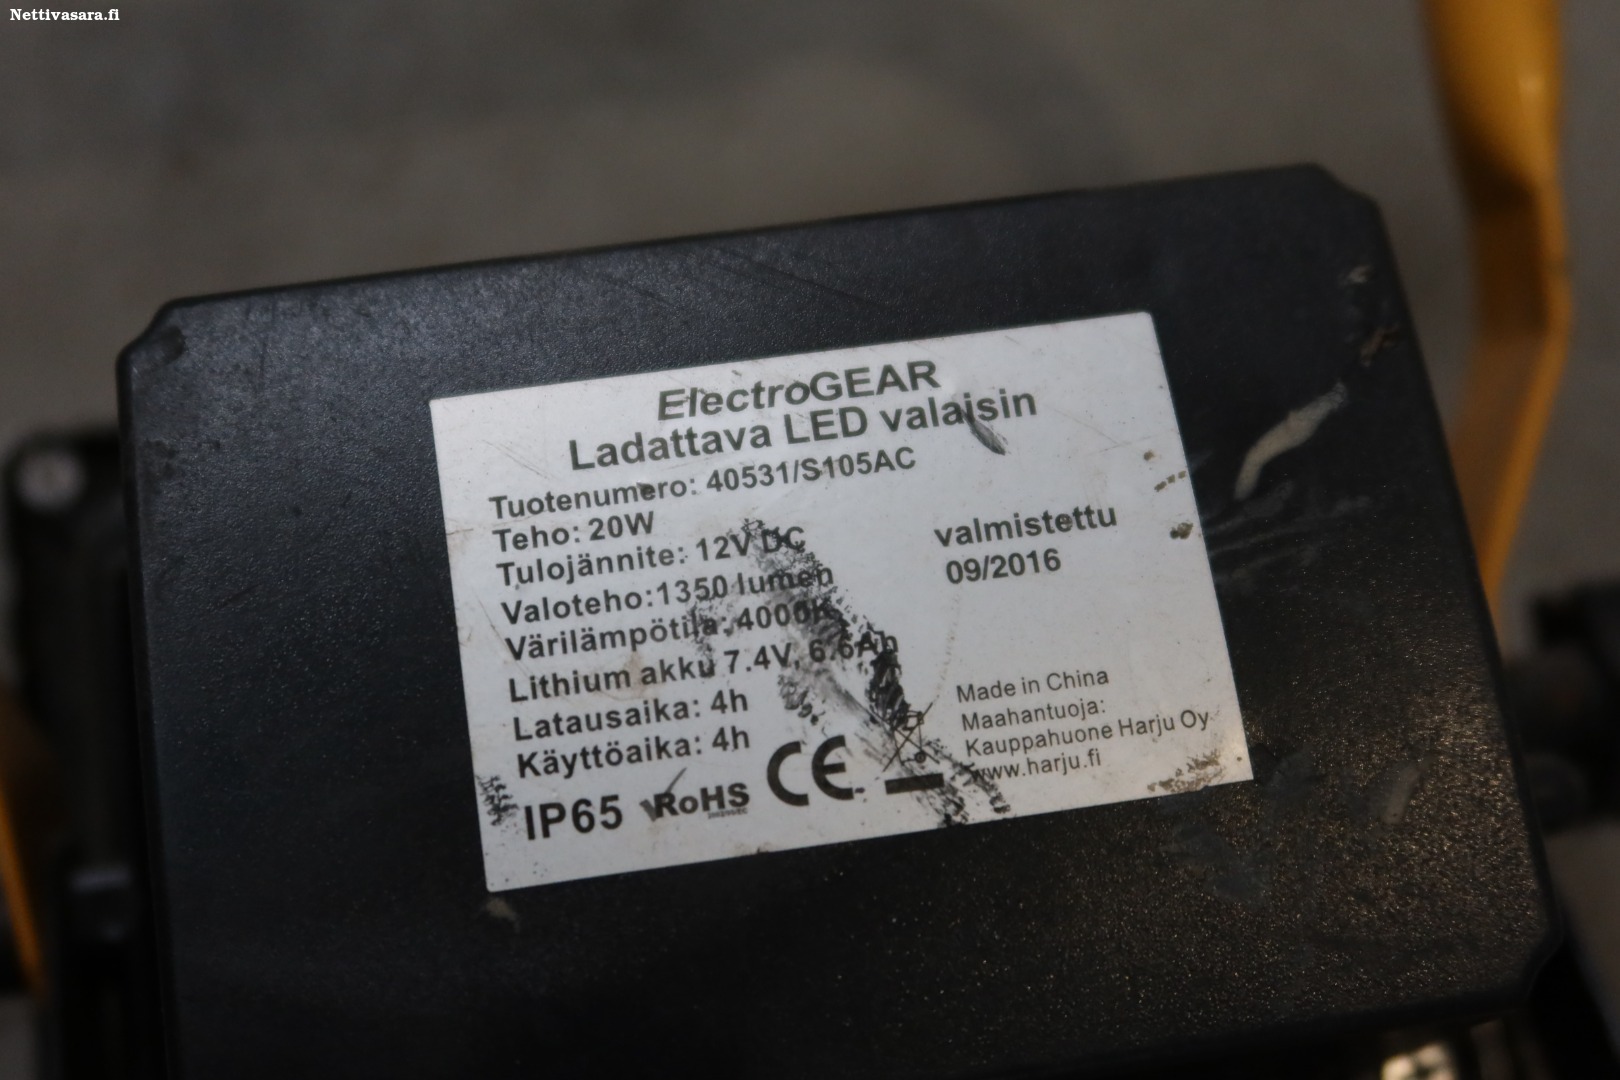 Nettivasara.fi
ElectroGEAR
Ladattava LED valaisin
Tuotenumero: 40531/S105AC
Teho: 20W
Tulojännite: 12V DC
Valoteho:1350 lumen
Värilämpötila: 4000K
Lithium akku 7.4V, 6.6Ah
Latausaika: 4h
Käyttöaika: 4h
valmistettu
09/2016
IP65 RoHS CE
Made in China
Maahantuoja:
Kauppahuone Harju Oy
www.harju.fi